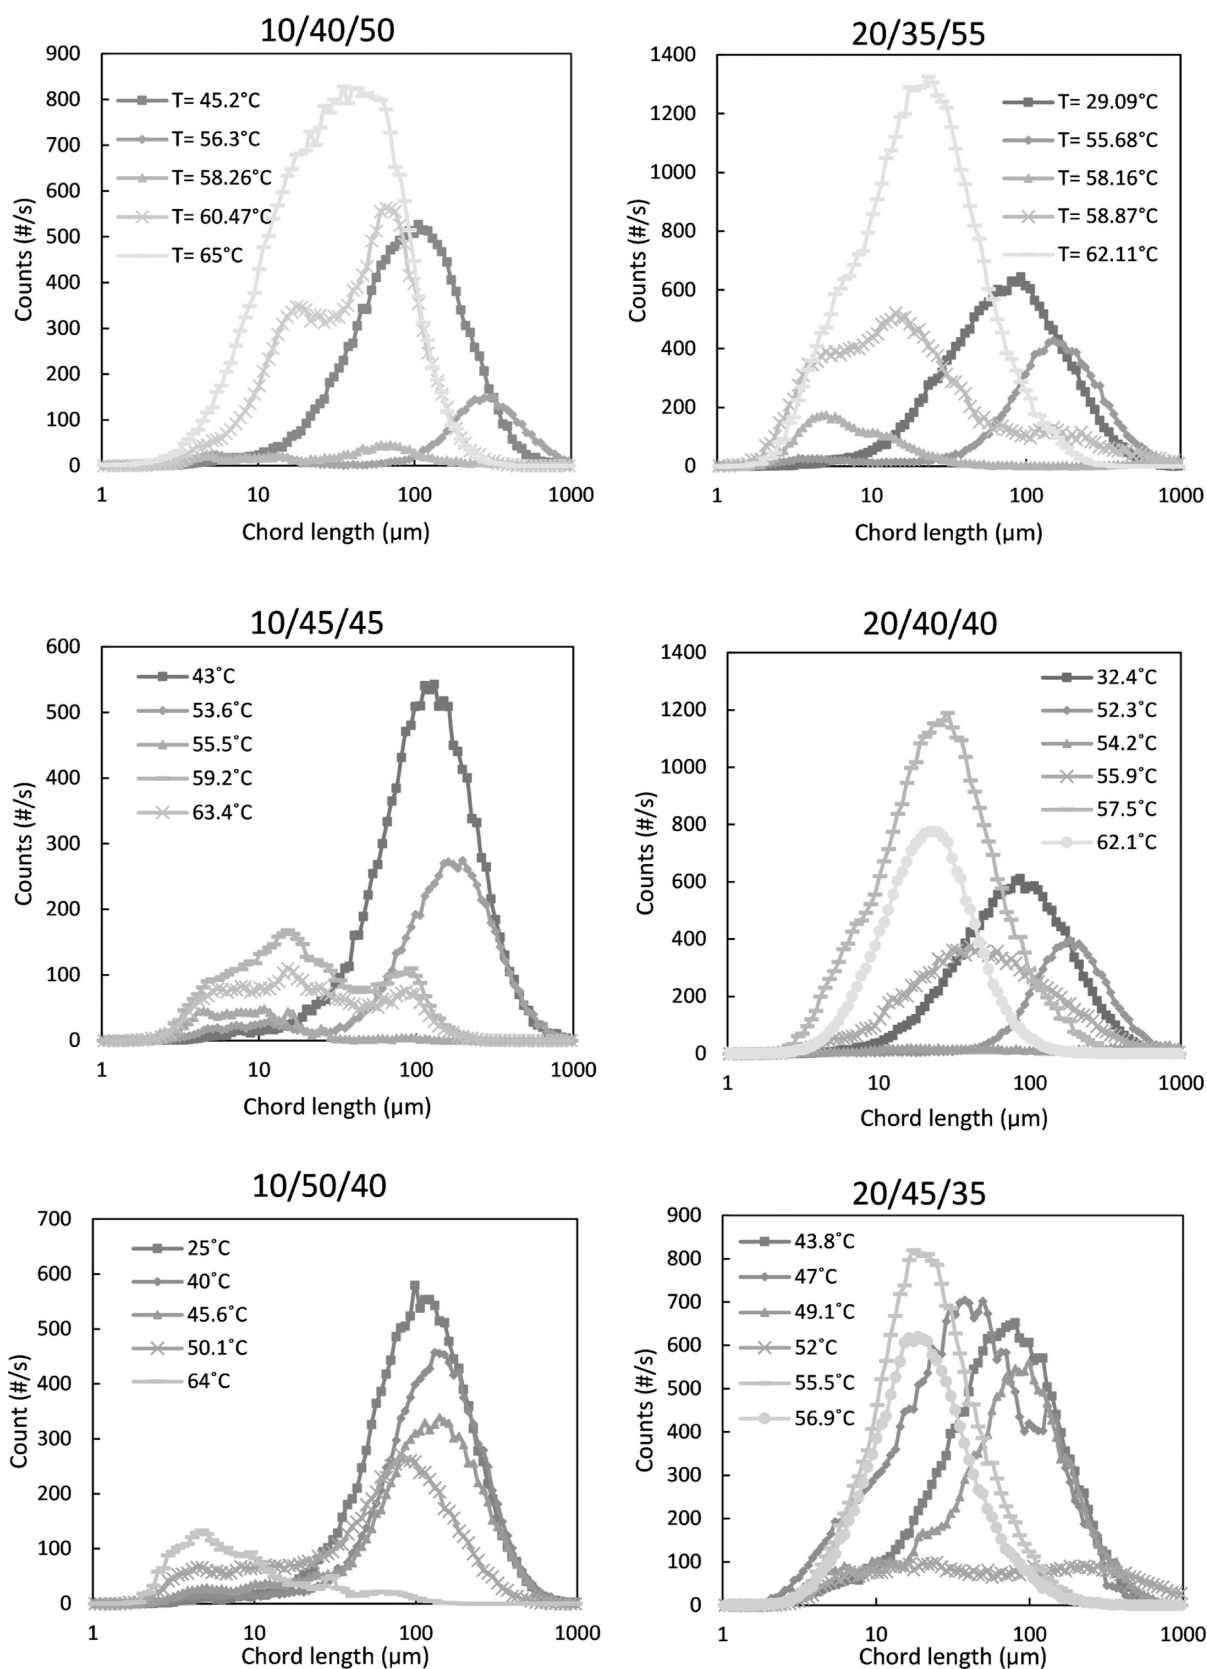 10/40/50
900
800
700
600
500
400
300
200
100
0
Counts (#/s)
T= 45.2°C
T= 56.3°C
T= 58.26°C
T= 60.47°C
T= 65°C
1 10 100 1000
Chord length (µm)
20/35/55
1400
1200
1000
800
600
400
200
0
Counts (#/s)
T= 29.09°C
T= 55.68°C
T= 58.16°C
T= 58.87°C
T= 62.11°C
1 10 100 1000
Chord length (µm)
10/45/45
600
500
400
300
200
100
0
Counts (#/s)
43˚C
53.6˚C
55.5˚C
59.2˚C
63.4˚C
1 10 100 1000
Chord length (µm)
20/40/40
1400
1200
1000
800
600
400
200
0
Counts (#/s)
32.4˚C
52.3˚C
54.2˚C
55.9˚C
57.5˚C
62.1˚C
1 10 100 1000
Chord length (µm)
10/50/40
700
600
500
400
300
200
100
0
Count (#/s)
25˚C
40˚C
45.6˚C
50.1˚C
64˚C
1 10 100 1000
Chord length (µm)
20/45/35
900
800
700
600
500
400
300
200
100
0
Counts (#/s)
43.8˚C
47˚C
49.1˚C
52˚C
55.5˚C
56.9˚C
1 10 100 1000
Chord length (µm)